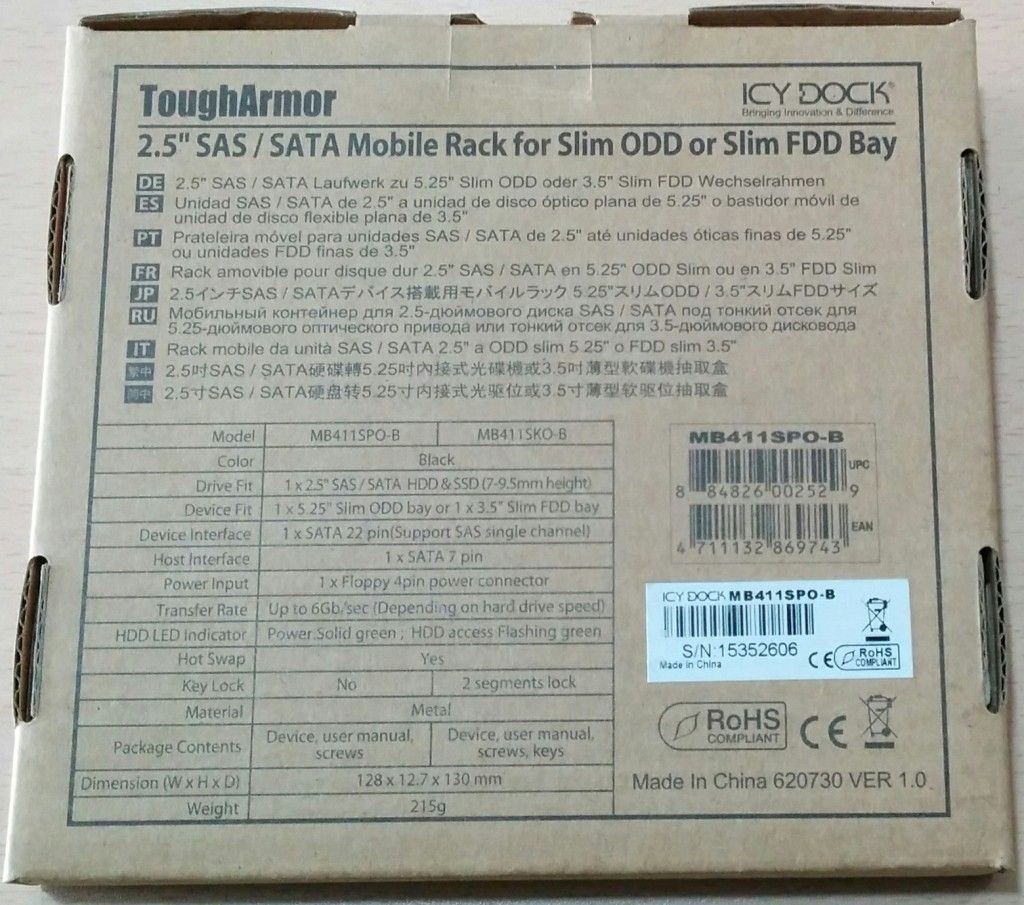 ToughArmor
ICY DOCK®
Bringing Innovation & Difference
2.5" SAS / SATA Mobile Rack for Slim ODD or Slim FDD Bay
DE 2.5" SAS / SATA Laufwerk zu 5.25" Slim ODD oder 3.5" Slim FDD Wechselrahmen
ES Unidad SAS / SATA de 2.5" a unidad de disco óptico plana de 5.25" o bastidor móvil de
unidad de disco flexible plana de 3.5"
PT Prateleira móvel para unidades SAS / SATA de 2.5" até unidades óticas finas de 5.25"
ou unidades FDD finas de 3.5"
FR Rack amovible pour disque dur 2.5" SAS / SATA en 5.25" ODD Slim ou en 3.5" FDD Slim
JP 2.5インチSAS / SATAデバイス搭載用モバイルラック 5.25"スリムODD / 3.5"スリムFDDサイズ
RU Мобильный контейнер для 2.5-дюймового диска SAS / SATA под тонкий отсек для
5.25-дюймового оптического привода или тонкий отсек для 3.5-дюймового дисковода
IT Rack mobile da unità SAS / SATA 2.5" a ODD slim 5.25" o FDD slim 3.5"
繁中 2.5吋SAS / SATA硬碟轉5.25吋內接式光碟機或3.5吋薄型軟碟機抽取盒
简中 2.5寸SAS / SATA硬盘转5.25寸内接式光驱位或3.5寸薄型软驱位抽取盒
Model MB411SPO-B MB411SKO-B
Color Black
Drive Fit 1 x 2.5" SAS / SATA HDD & SSD (7-9.5mm height)
Device Fit 1 x 5.25" Slim ODD bay or 1 x 3.5" Slim FDD bay
Device Interface 1 x SATA 22 pin(Support SAS single channel)
Host Interface 1 x SATA 7 pin
Power Input 1 x Floppy 4pin power connector
Transfer Rate Up to 6Gb/sec (Depending on hard drive speed)
HDD LED Indicator Power Solid green ; HDD access Flashing green
Hot Swap Yes
Key Lock No 2 segments lock
Material Metal
Package Contents Device, user manual, screws Device, user manual, screws, keys
Dimension (W x H x D) 128 x 12.7 x 130 mm
Weight 215g
MB411SPO-B
UPC
8 84826 00252 9
EAN
4 711132 869743
ICY DOCK MB411SPO-B
S/N:15352606
Made in China
CE RoHS COMPLIANT
RoHS COMPLIANT CE
Made In China 620730 VER 1.0